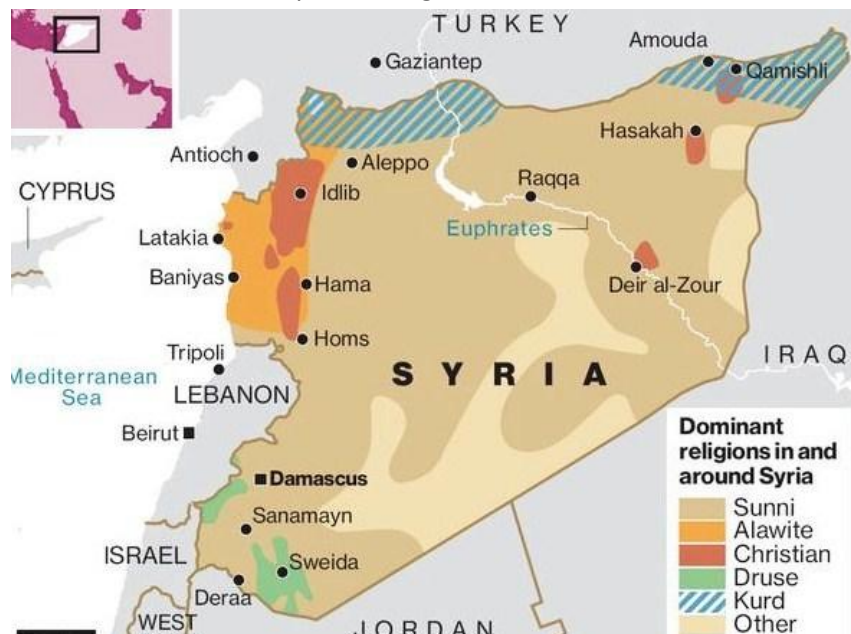 TURKEY
Gaziantep
Amouda
Qamishli
Hasakah
Antioch
Aleppo
CYPRUS
Idlib
Raqqa
Euphrates
Latakia
Baniyas
Hama
Deir al-Zour
Homs
Tripoli
IRAQ
SYRIA
Mediterranean
Sea
LEBANON
Beirut
Damascus
Sanamayn
ISRAEL
Sweida
Deraa
WEST
JORDAN
Dominant
religions in and
around Syria
Sunni
Alawite
Christian
Druse
Kurd
Other